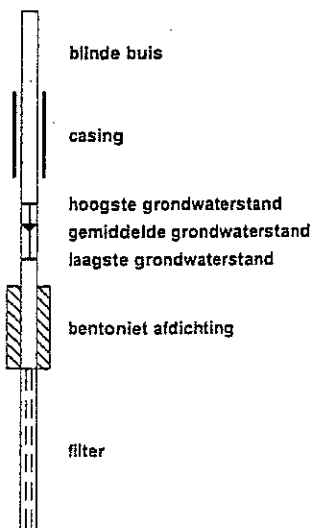 blinde buis
casing
hoogste grondwaterstand
gemiddelde grondwaterstand
laagste grondwaterstand
bentoniet afdichting
filter